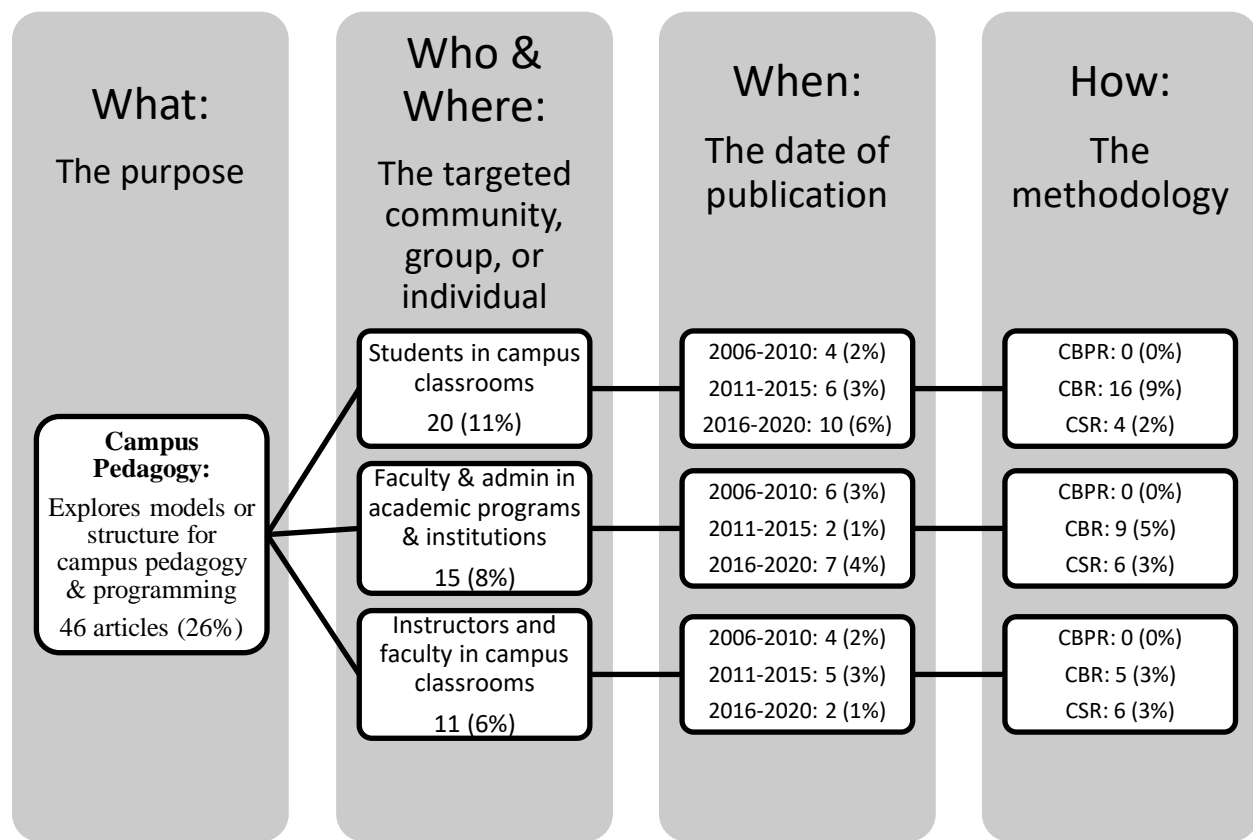 What:
The purpose
Who &
Where:
The targeted
community,
group, or
individual
When:
The date of
publication
How:
The
methodology
Campus
Pedagogy:
Explores models or
structure for
campus pedagogy
& programming
46 articles (26%)
Students in campus
classrooms
20 (11%)
2006-2010: 4 (2%)
2011-2015: 6 (3%)
2016-2020: 10 (6%)
CBPR: 0 (0%)
CBR: 16 (9%)
CSR: 4 (2%)
Faculty & admin in
academic programs
& institutions
15 (8%)
2006-2010: 6 (3%)
2011-2015: 2 (1%)
2016-2020: 7 (4%)
CBPR: 0 (0%)
CBR: 9 (5%)
CSR: 6 (3%)
Instructors and
faculty in campus
classrooms
11 (6%)
2006-2010: 4 (2%)
2011-2015: 5 (3%)
2016-2020: 2 (1%)
CBPR: 0 (0%)
CBR: 5 (3%)
CSR: 6 (3%)